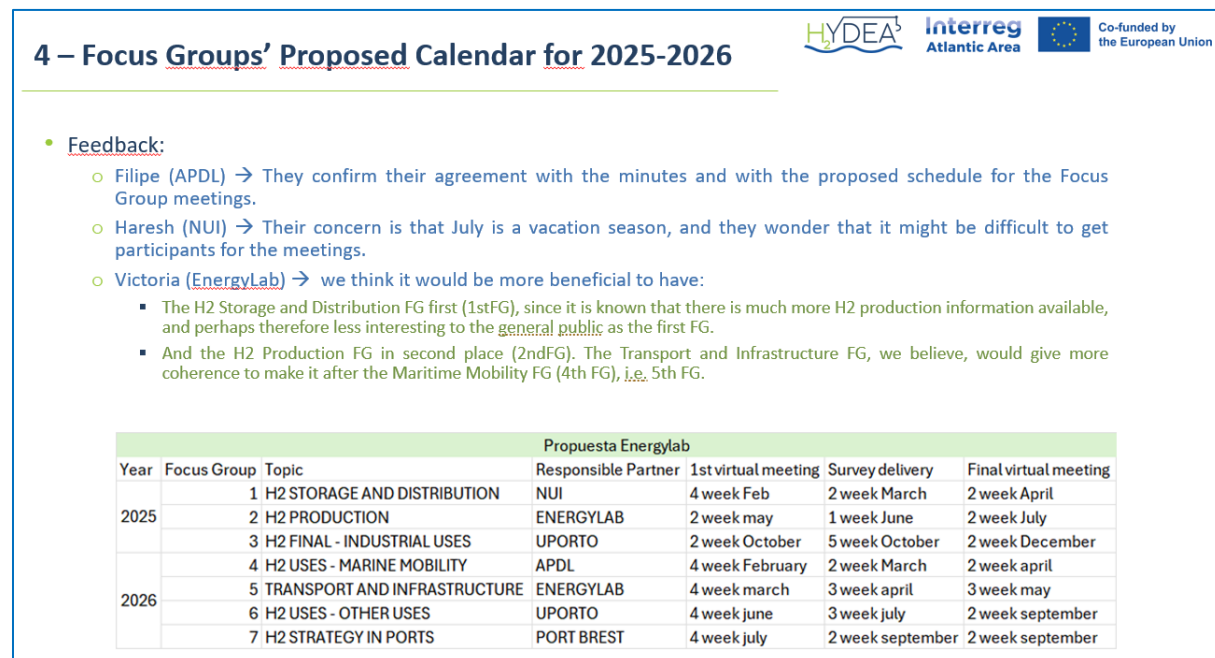 4 – Focus Groups’ Proposed Calendar for 2025-2026
H2YDEA
Interreg
Atlantic Area
Co-funded by
the European Union
• Feedback:
o Filipe (APDL) → They confirm their agreement with the minutes and with the proposed schedule for the Focus
Group meetings.
o Haresh (NUI) → Their concern is that July is a vacation season, and they wonder that it might be difficult to get
participants for the meetings.
o Victoria (EnergyLab) → we think it would be more beneficial to have:
▪ The H2 Storage and Distribution FG first (1stFG), since it is known that there is much more H2 production information available,
and perhaps therefore less interesting to the general public as the first FG.
▪ And the H2 Production FG in second place (2ndFG). The Transport and Infrastructure FG, we believe, would give more
coherence to make it after the Maritime Mobility FG (4th FG), i.e. 5th FG.
Propuesta Energylab
Year Focus Group Topic Responsible Partner 1st virtual meeting Survey delivery Final virtual meeting
2025
1 H2 STORAGE AND DISTRIBUTION NUI 4 week Feb 2 week March 2 week April
2 H2 PRODUCTION ENERGYLAB 2 week may 1 week June 2 week July
3 H2 FINAL - INDUSTRIAL USES UPORTO 2 week October 5 week October 2 week December
2026
4 H2 USES - MARINE MOBILITY APDL 4 week February 2 week March 2 week april
5 TRANSPORT AND INFRASTRUCTURE ENERGYLAB 4 week march 3 week april 3 week may
6 H2 USES - OTHER USES UPORTO 4 week june 3 week july 2 week september
7 H2 STRATEGY IN PORTS PORT BREST 4 week july 2 week september 2 week september